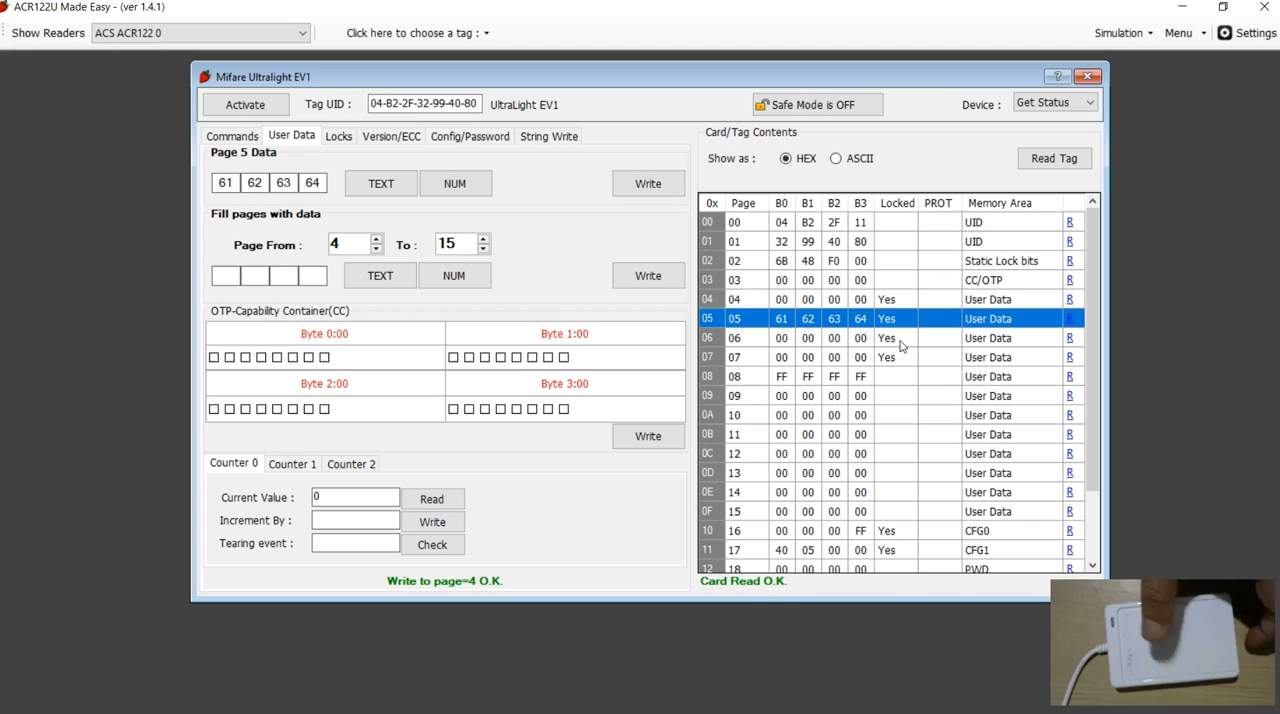 ACR122U Made Easy - (ver 1.4.1)
Show Readers ACS ACR122 0 Click here to choose a tag : Simulation Menu Settings
Mifare Ultralight EV1
Activate Tag UID : 04-B2-2F-32-99-40-80 UltraLight EV1 Safe Mode is OFF Device : Get Status
Commands User Data Locks Version/ECC Config/Password String Write
Page 5 Data
61 62 63 64 TEXT NUM Write
Fill pages with data
Page From : 4 To : 15
TEXT NUM Write
OTP-Capability Container(CC)
Byte 0:00 Byte 1:00
Byte 2:00 Byte 3:00
Write
Counter 0 Counter 1 Counter 2
Current Value : 0 Read
Increment By : Write
Tearing event : Check
Write to page=4 O.K.
Card/Tag Contents
Show as : HEX ASCII Read Tag
0x Page B0 B1 B2 B3 Locked PROT Memory Area
00 00 04 B2 2F 11 UID R
01 01 32 99 40 80 UID R
02 02 6B 48 F0 00 Static Lock bits R
03 03 00 00 00 00 CC/OTP R
04 04 00 00 00 00 Yes User Data R
05 05 61 62 63 64 Yes User Data R
06 06 00 00 00 00 Yes User Data R
07 07 00 00 00 00 Yes User Data R
08 08 FF FF FF FF User Data R
09 09 00 00 00 00 User Data R
0A 10 00 00 00 00 User Data R
0B 11 00 00 00 00 User Data R
0C 12 00 00 00 00 User Data R
0D 13 00 00 00 00 User Data R
0E 14 00 00 00 00 User Data R
0F 15 00 00 00 00 User Data R
10 16 00 00 00 FF Yes CFG0 R
11 17 40 05 00 00 Yes CFG1 R
12 18 00 00 00 00 PWD R
Card Read O.K.